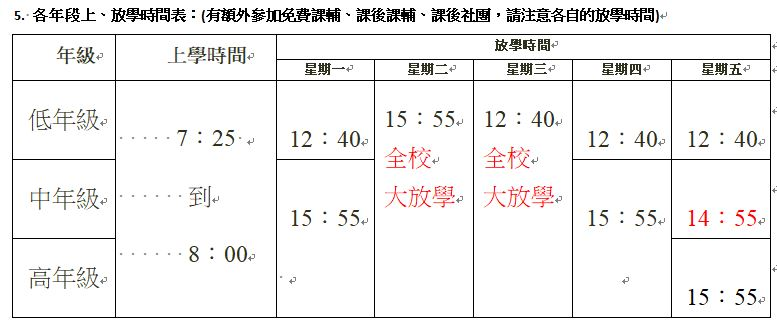 5. 各年段上、放學時間表：(有額外參加免費課輔、課後課輔、課後社團，請注意各自的放學時間)
年級 上學時間 放學時間
星期一 星期二 星期三 星期四 星期五
低年級 7：25 12：40 15：55 12：40 12：40 12：40
全校 全校
大放學 大放學
中年級 到 15：55 15：55 14：55
8：00
高年級 15：55